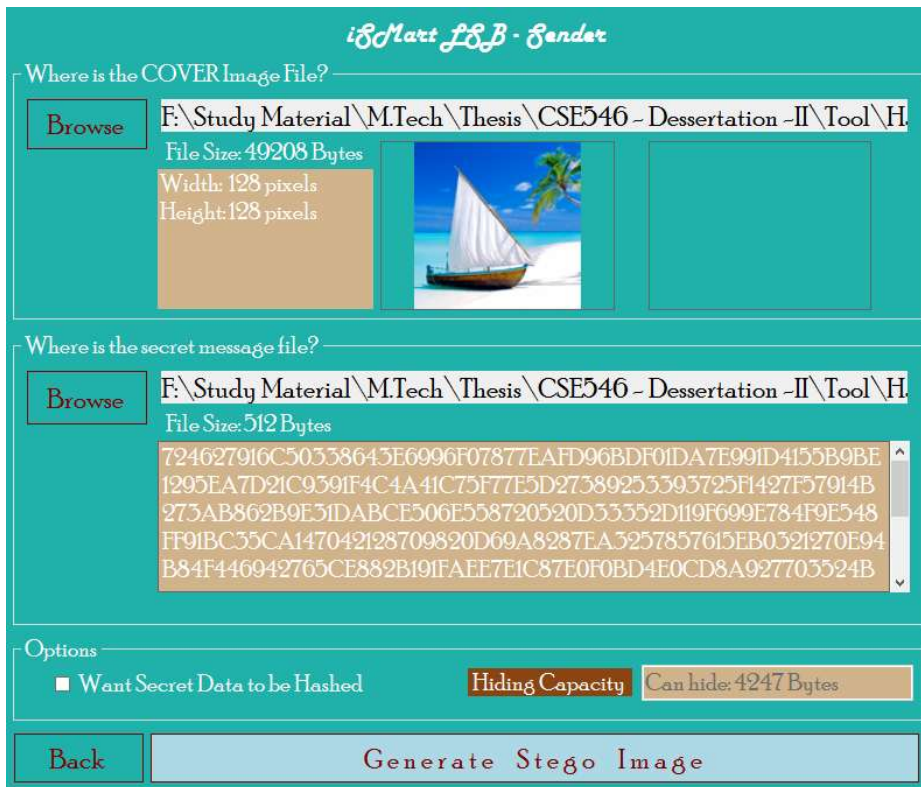 iSMart LSB - Sender
Where is the COVER Image File?
Browse
F:\Study Material\M.Tech\Thesis\CSE546 - Dessertation -II\Tool\H.
File Size: 49208 Bytes
Width: 128 pixels
Height: 128 pixels
Where is the secret message file?
Browse
F:\Study Material\M.Tech\Thesis\CSE546 - Dessertation -II\Tool\H.
File Size: 512 Bytes
724627916C50338643E6996F07877EAFD96BDF01DA7E991D4155B9BE
1295EA7D21C9391F4C4A41C75F77E5D27389253393725F1427F57914B
273AB862B9E31DABCE506E558720520D33352D119F699E784F9E548
FF91BC35CA147042128709820D69A8287EA3257857615EB0321270E94
B84F446942765CE882B191FAEE7E1C87E0F0BD4E0CD8A927703524B
Options
Want Secret Data to be Hashed
Hiding Capacity
Can hide: 4247 Bytes
Back
Generate Stego Image